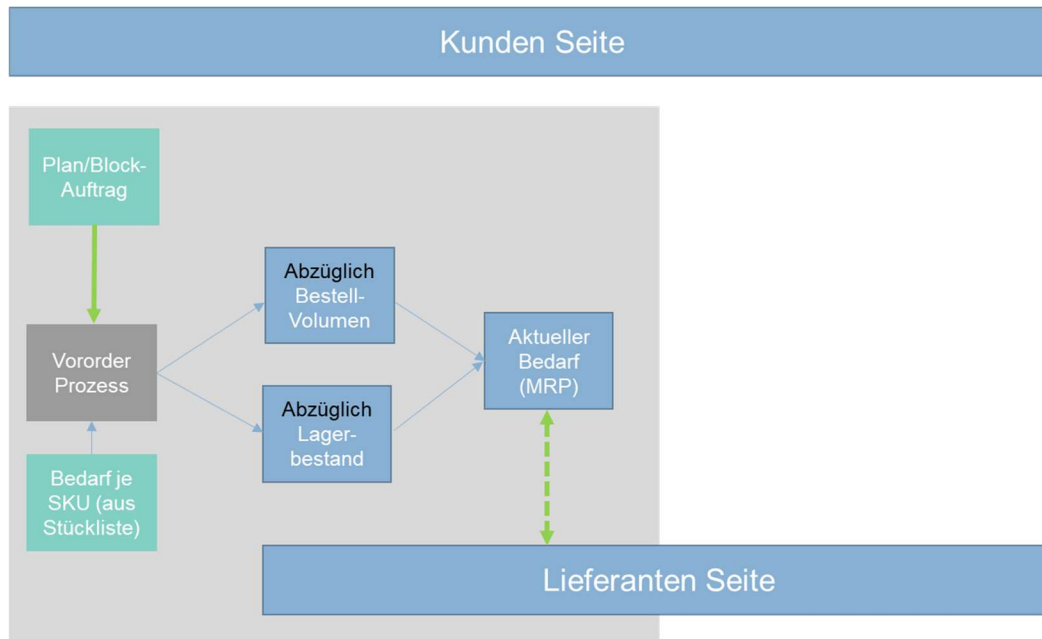 Kunden Seite
Plan/Block-
Auftrag
Abzüglich
Bestell-
Volumen
Vororder
Prozess
Aktueller
Bedarf
(MRP)
Abzüglich
Lager-
bestand
Bedarf je
SKU (aus
Stückliste)
Lieferanten Seite